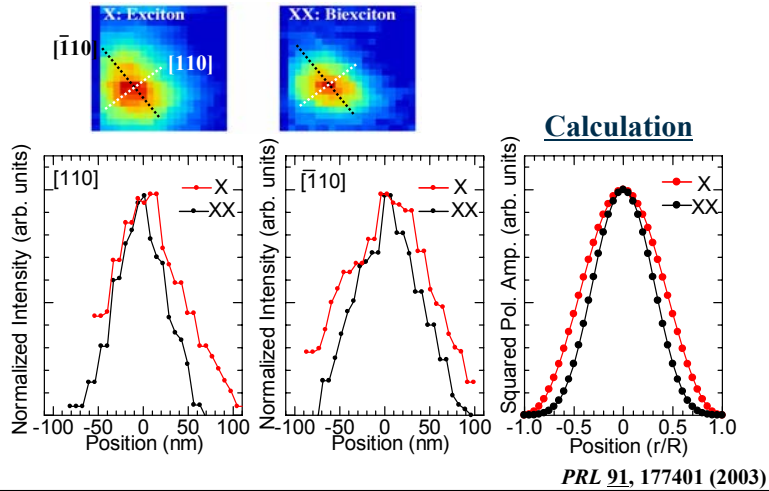 X: Exciton
XX: Biexciton
[1̄10]
[110]
Calculation
Normalized Intensity (arb. units)
[110]
X
XX
-100 -50 0 50 100
Position (nm)
Normalized Intensity (arb. units)
[1̄10]
X
XX
-100 -50 0 50 100
Position (nm)
Squared Pol. Amp. (arb. units)
X
XX
-1.0 -0.5 0 0.5 1.0
Position (r/R)
PRL 91, 177401 (2003)